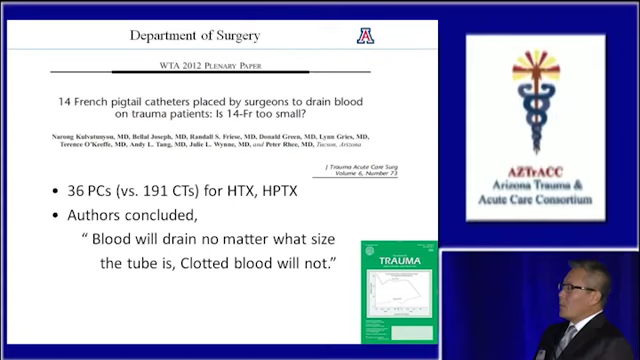 Department of Surgery
WTA 2012 PLENARY PAPER
14 French pigtail catheters placed by surgeons to drain blood
on trauma patients: Is 14-Fr too small?
Narong Kulvatunyou, MD, Bellal Joseph, MD, Randall S. Friese, MD, Donald Green, MD, Lynn Gries, MD,
Terence O'Keeffe, MD, Andy L. Tang, MD, Julie L. Wynne, MD, and Peter Rhee, MD, Tucson, Arizona
J Trauma Acute Care Surg
Volume 6, Number 73
• 36 PCs (vs. 191 CTs) for HTX, HPTX
• Authors concluded,
“ Blood will drain no matter what size
the tube is, Clotted blood will not.”
TRAUMA
A
AZTrACC
Arizona Trauma &
Acute Care Consortium